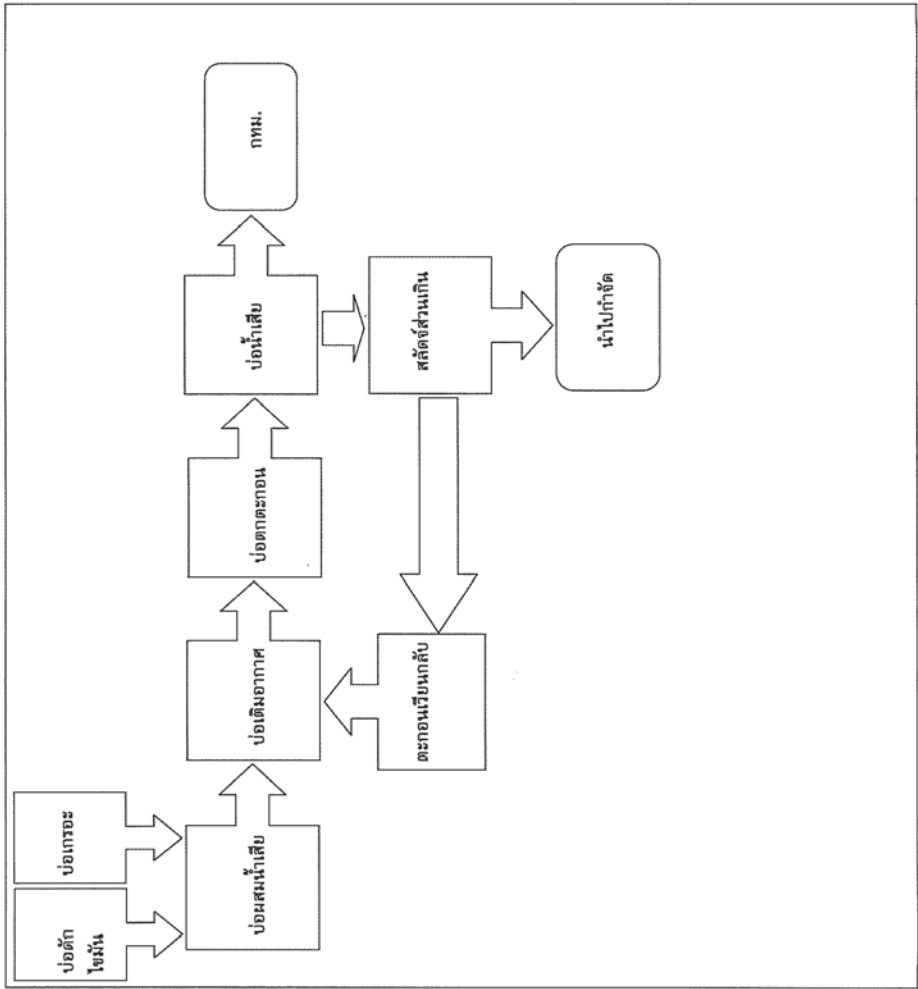 บ่อดัก
ไขมัน
บ่อเกรอะ
บ่อผสมน้ำเสีย
บ่อเติมอากาศ
บ่อตกตะกอน
บ่อน้ำเสีย
กทม.
ตะกอนเวียนกลับ
สลัดจ์ส่วนเกิน
นำไปกำจัด